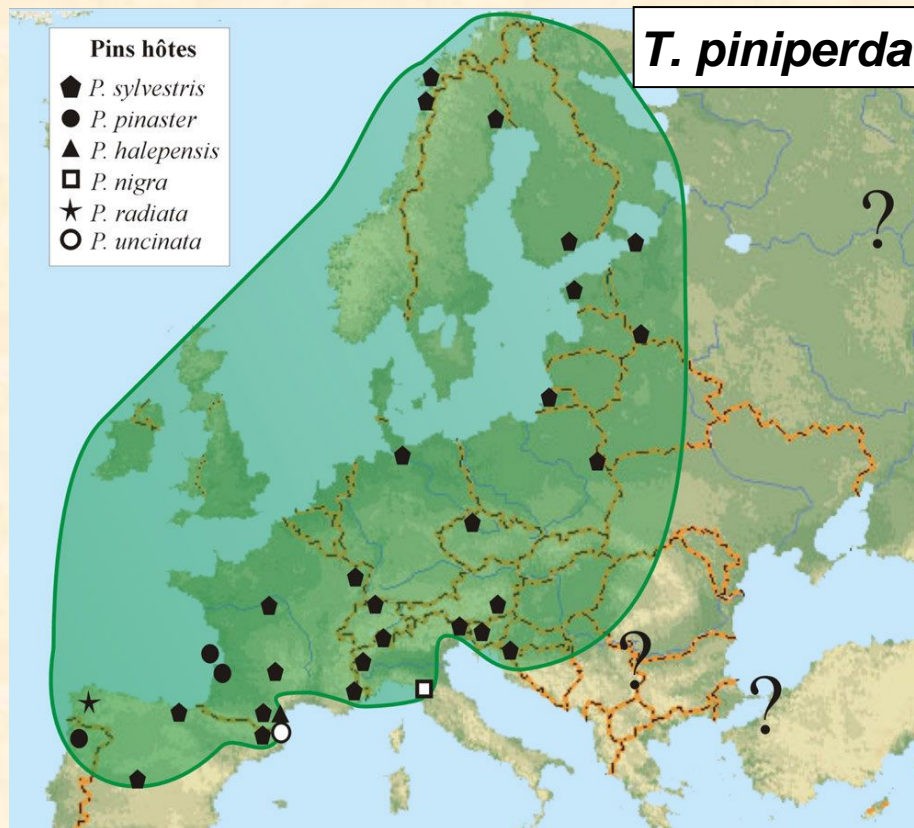 T. piniperda
Pins hôtes
P. sylvestris
P. pinaster
P. halepensis
P. nigra
P. radiata
P. uncinata
?
?
?